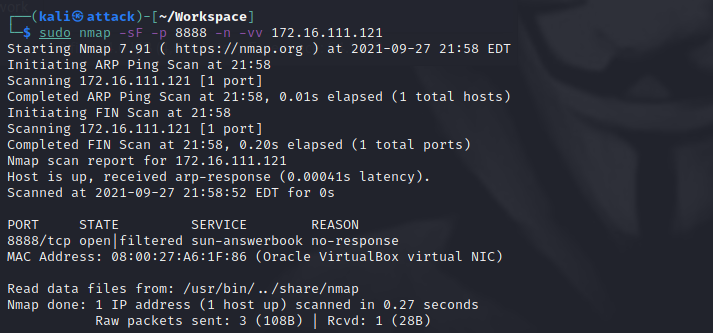 work
┌──(kali㉿attack)-[~/Workspace]
└─$ sudo nmap -sF -p 8888 -n -vv 172.16.111.121
Starting Nmap 7.91 ( https://nmap.org ) at 2021-09-27 21:58 EDT
Initiating ARP Ping Scan at 21:58
Scanning 172.16.111.121 [1 port]
Completed ARP Ping Scan at 21:58, 0.01s elapsed (1 total hosts)
Initiating FIN Scan at 21:58
Scanning 172.16.111.121 [1 port]
Completed FIN Scan at 21:58, 0.20s elapsed (1 total ports)
Nmap scan report for 172.16.111.121
Host is up, received arp-response (0.00041s latency).
Scanned at 2021-09-27 21:58:52 EDT for 0s
PORT     STATE         SERVICE        REASON
8888/tcp open|filtered sun-answerbook no-response
MAC Address: 08:00:27:A6:1F:86 (Oracle VirtualBox virtual NIC)
Read data files from: /usr/bin/../share/nmap
Nmap done: 1 IP address (1 host up) scanned in 0.27 seconds
           Raw packets sent: 3 (108B) | Rcvd: 1 (28B)